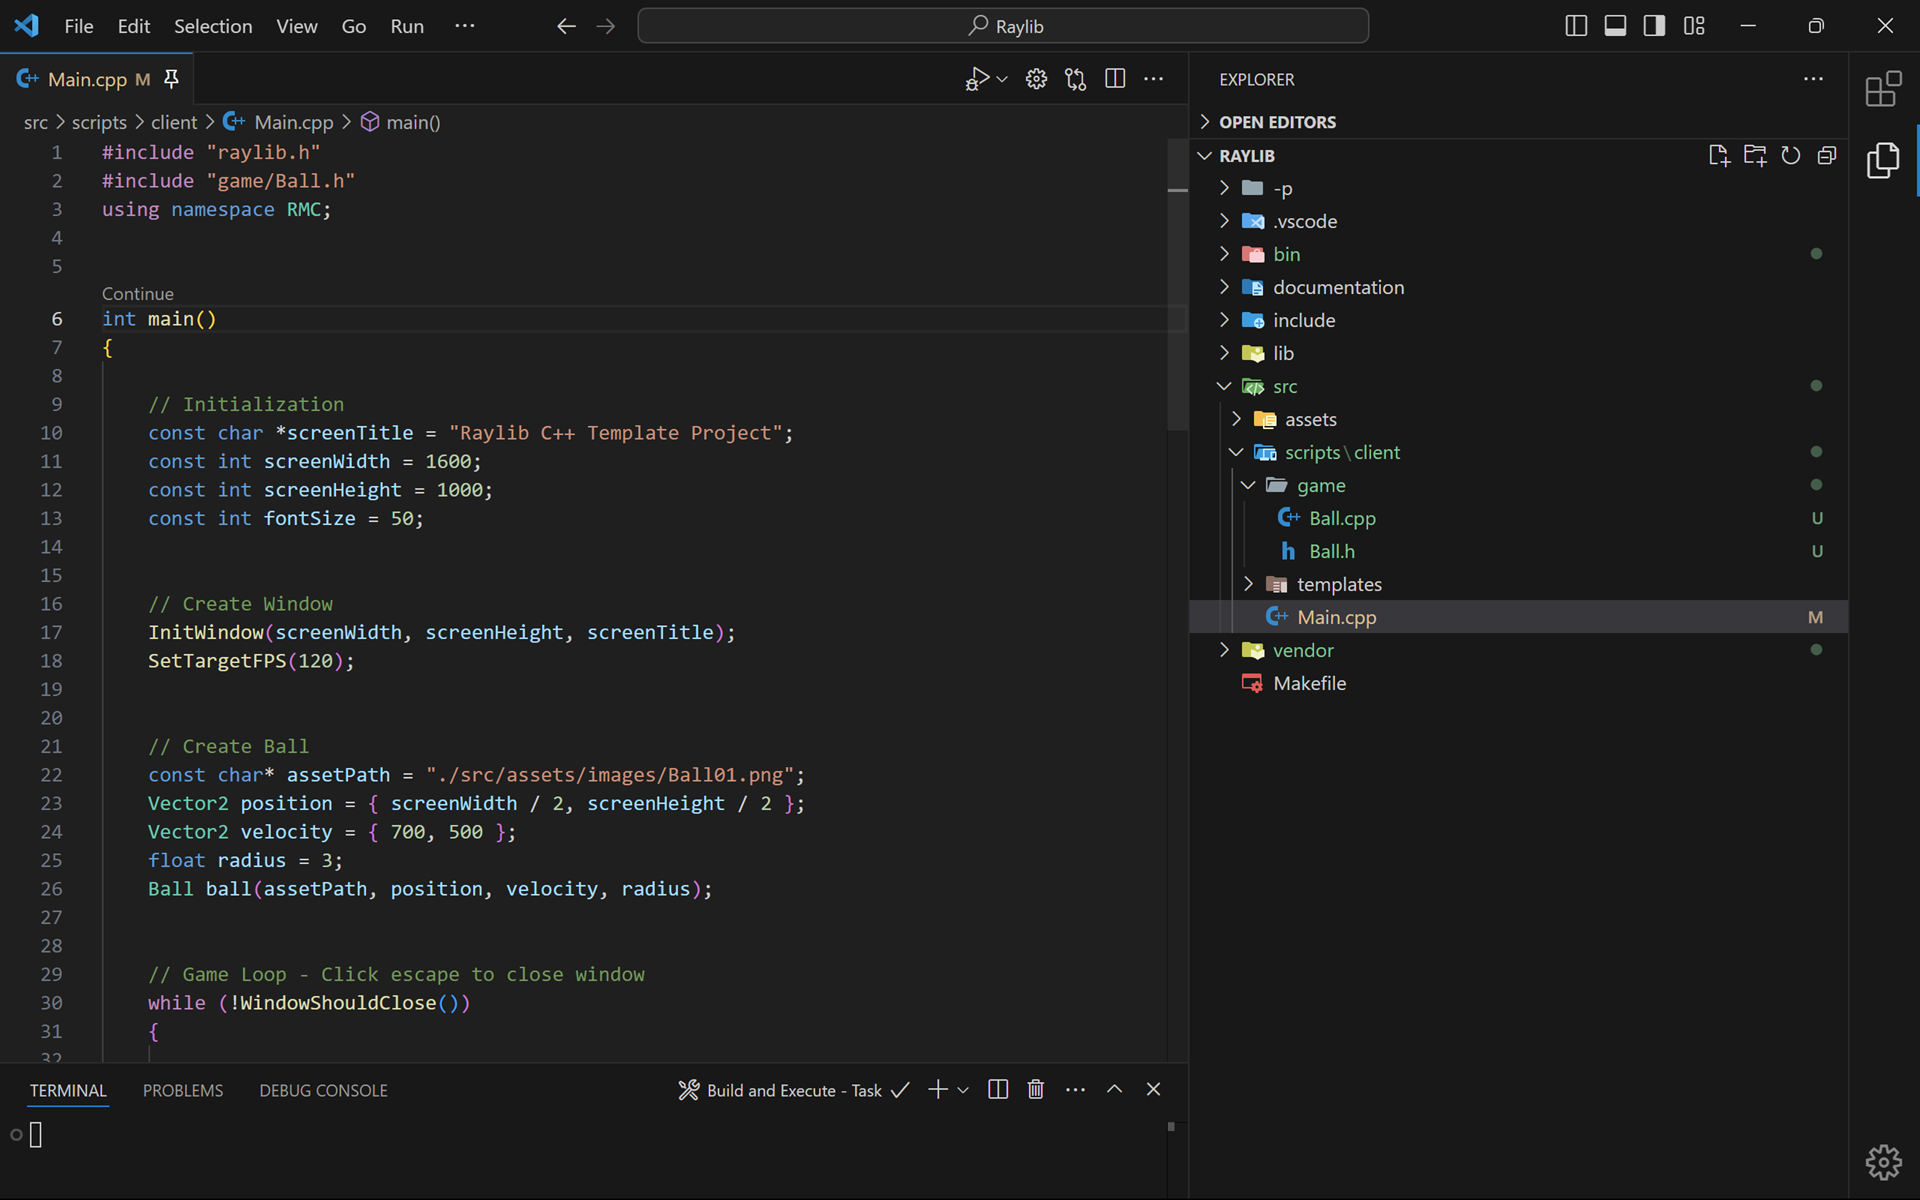 File Edit Selection View Go Run ··· Raylib
Main.cpp M
src > scripts > client > Main.cpp > main()
1 #include "raylib.h"
2 #include "game/Ball.h"
3 using namespace RMC;
4
5
Continue
6 int main()
7 {
8
9 // Initialization
10 const char *screenTitle = "Raylib C++ Template Project";
11 const int screenWidth = 1600;
12 const int screenHeight = 1000;
13 const int fontSize = 50;
14
15
16 // Create Window
17 InitWindow(screenWidth, screenHeight, screenTitle);
18 SetTargetFPS(120);
19
20
21 // Create Ball
22 const char* assetPath = "./src/assets/images/Ball01.png";
23 Vector2 position = { screenWidth / 2, screenHeight / 2 };
24 Vector2 velocity = { 700, 500 };
25 float radius = 3;
26 Ball ball(assetPath, position, velocity, radius);
27
28
29 // Game Loop - Click escape to close window
30 while (!WindowShouldClose())
31 {
32
TERMINAL PROBLEMS DEBUG CONSOLE Build and Execute - Task
EXPLORER
OPEN EDITORS
RAYLIB
-p
.vscode
bin
documentation
include
lib
src
assets
scripts\client
game
Ball.cpp U
Ball.h U
templates
Main.cpp M
vendor
Makefile